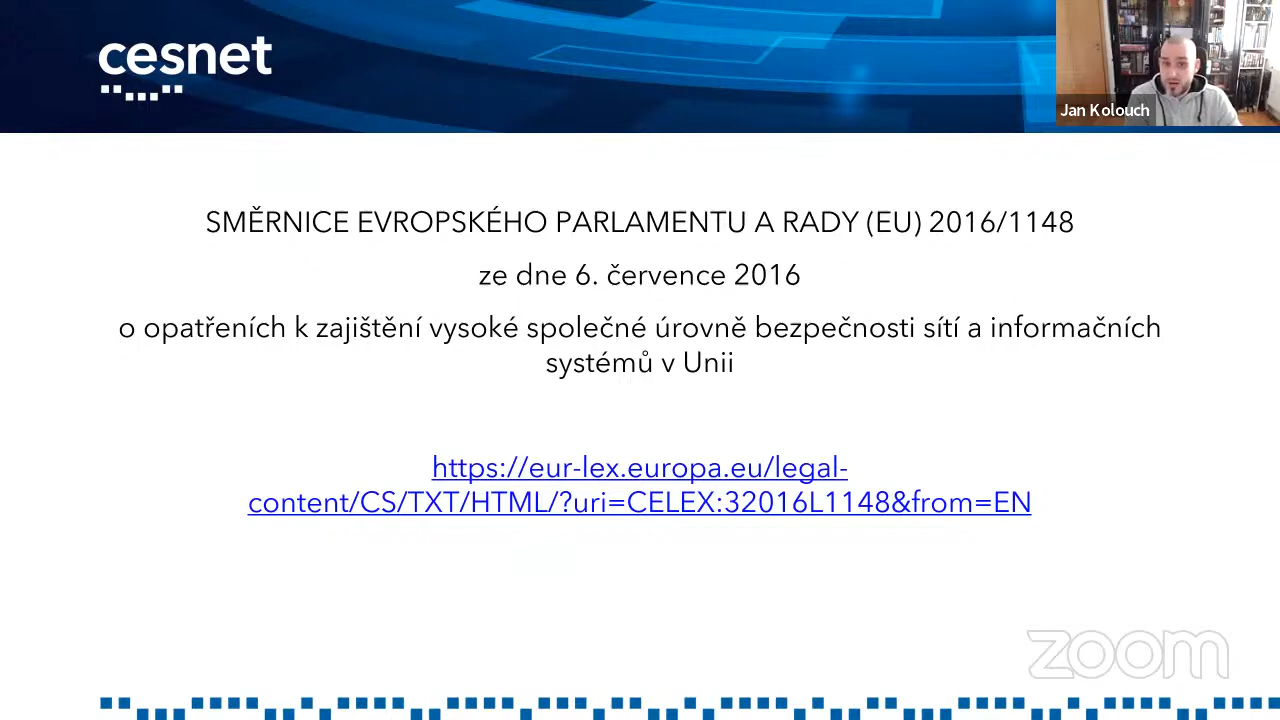 cesnet
Jan Kolouch
SMĚRNICE EVROPSKÉHO PARLAMENTU A RADY (EU) 2016/1148
ze dne 6. července 2016
o opatřeních k zajištění vysoké společné úrovně bezpečnosti sítí a informačních
systémů v Unii
https://eur-lex.europa.eu/legal-
content/CS/TXT/HTML/?uri=CELEX:32016L1148&from=EN
zoom